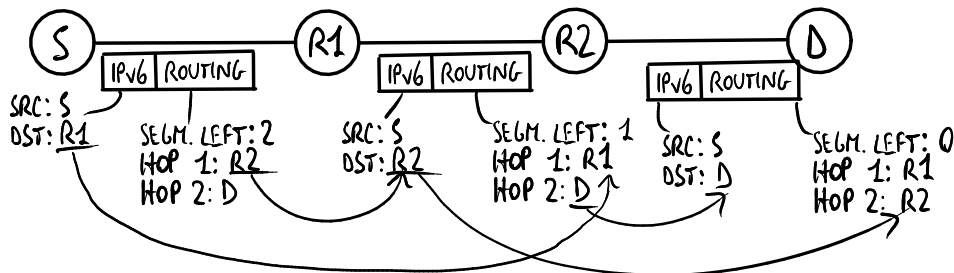 S
R1
R2
D
IPv6 ROUTING
SRC: S
DST: R1
SEGM. LEFT: 2
HOP 1: R2
HOP 2: D
IPv6 ROUTING
SRC: S
DST: R2
SEGM. LEFT: 1
HOP 1: R1
HOP 2: D
IPv6 ROUTING
SRC: S
DST: D
SEGM. LEFT: 0
HOP 1: R1
HOP 2: R2